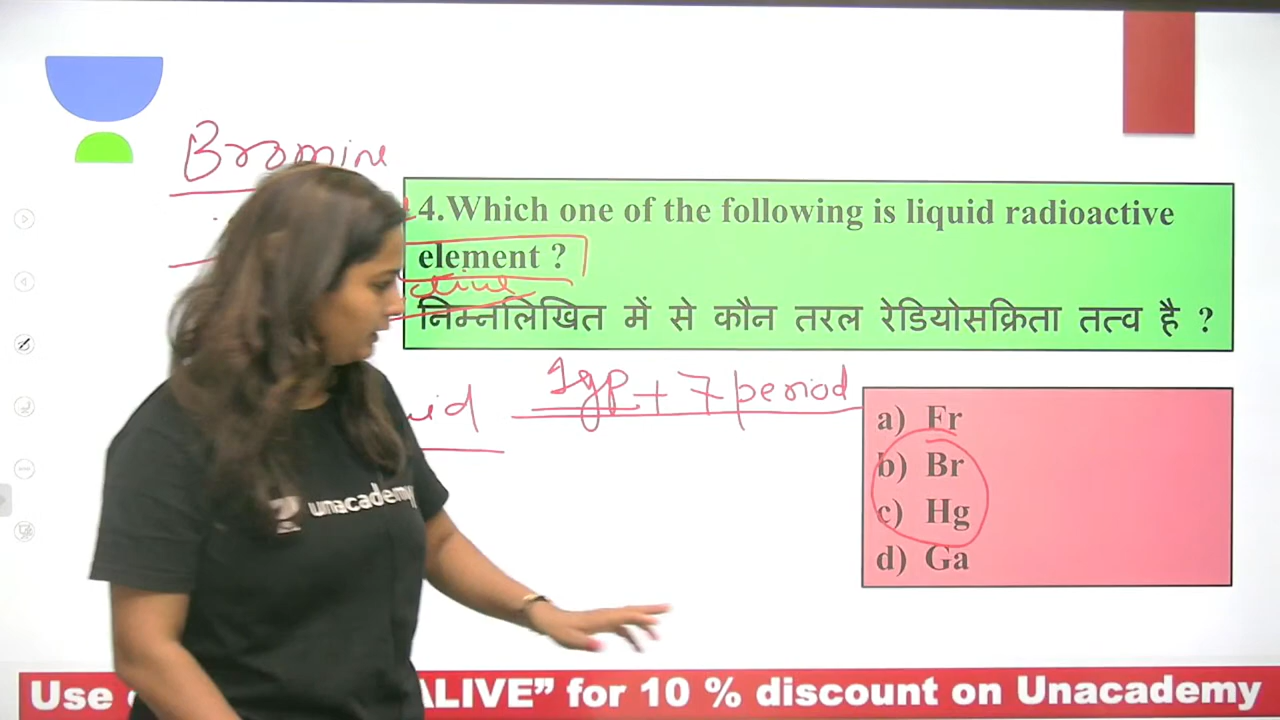 Bromine
4.Which one of the following is liquid radioactive
element ?
निम्नलिखित में से कौन तरल रेडियोसक्रिता तत्व है ?
1gp + 7 period
a) Fr
b) Br
c) Hg
d) Ga
unacademy
Use
ALIVE” for 10 % discount on Unacademy